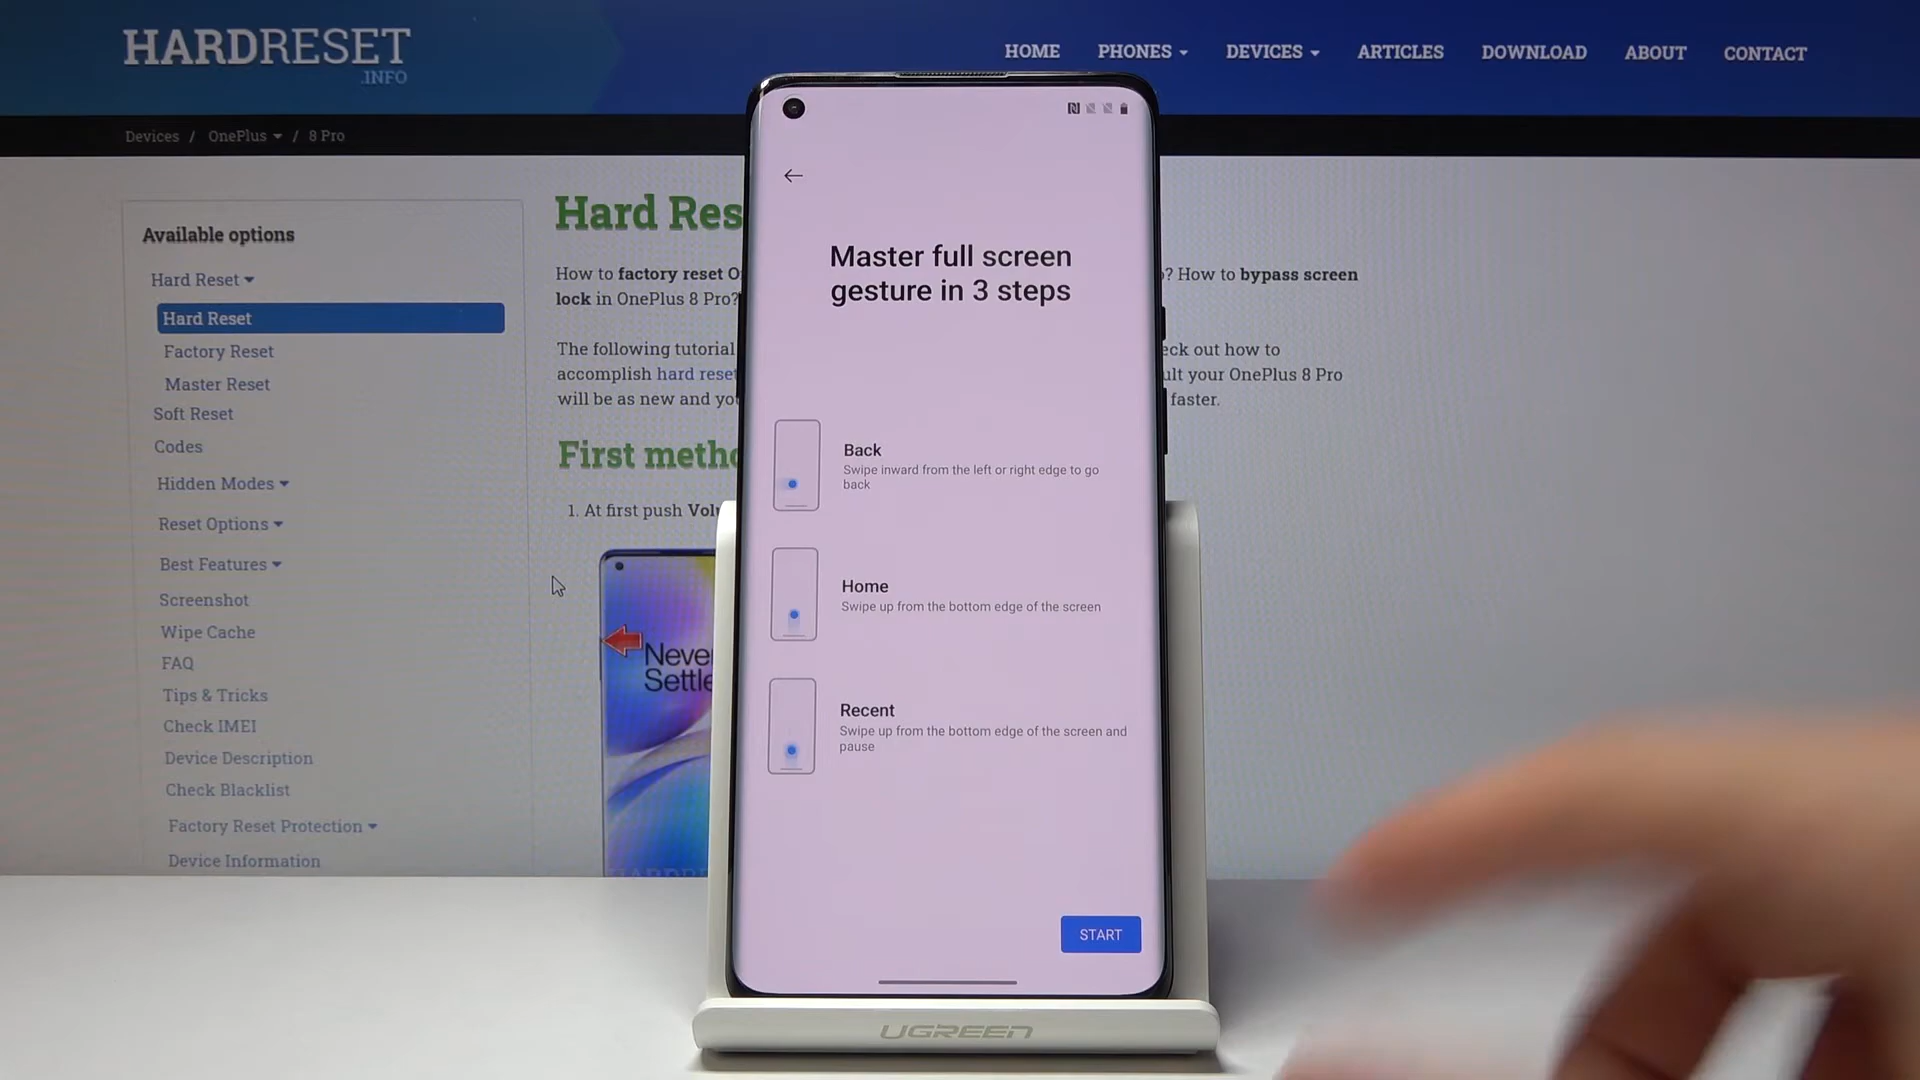 HARDRESET
.INFO
HOME PHONES DEVICES ARTICLES DOWNLOAD ABOUT CONTACT
Devices / OnePlus / 8 Pro
Available options
Hard Reset
Hard Reset
Factory Reset
Master Reset
Soft Reset
Codes
Hidden Modes
Reset Options
Best Features
Screenshot
Wipe Cache
FAQ
Tips & Tricks
Check IMEI
Device Description
Check Blacklist
Factory Reset Protection
Device Information
Hard Res
How to factory reset O ? How to bypass screen
lock in OnePlus 8 Pro?
The following tutorial eck out how to
accomplish hard reset ult your OnePlus 8 Pro
will be as new and yo faster.
First metho
1. At first push Volu
Never
Settle
Master full screen
gesture in 3 steps
Back
Swipe inward from the left or right edge to go
back
Home
Swipe up from the bottom edge of the screen
Recent
Swipe up from the bottom edge of the screen and
pause
START
UGREEN